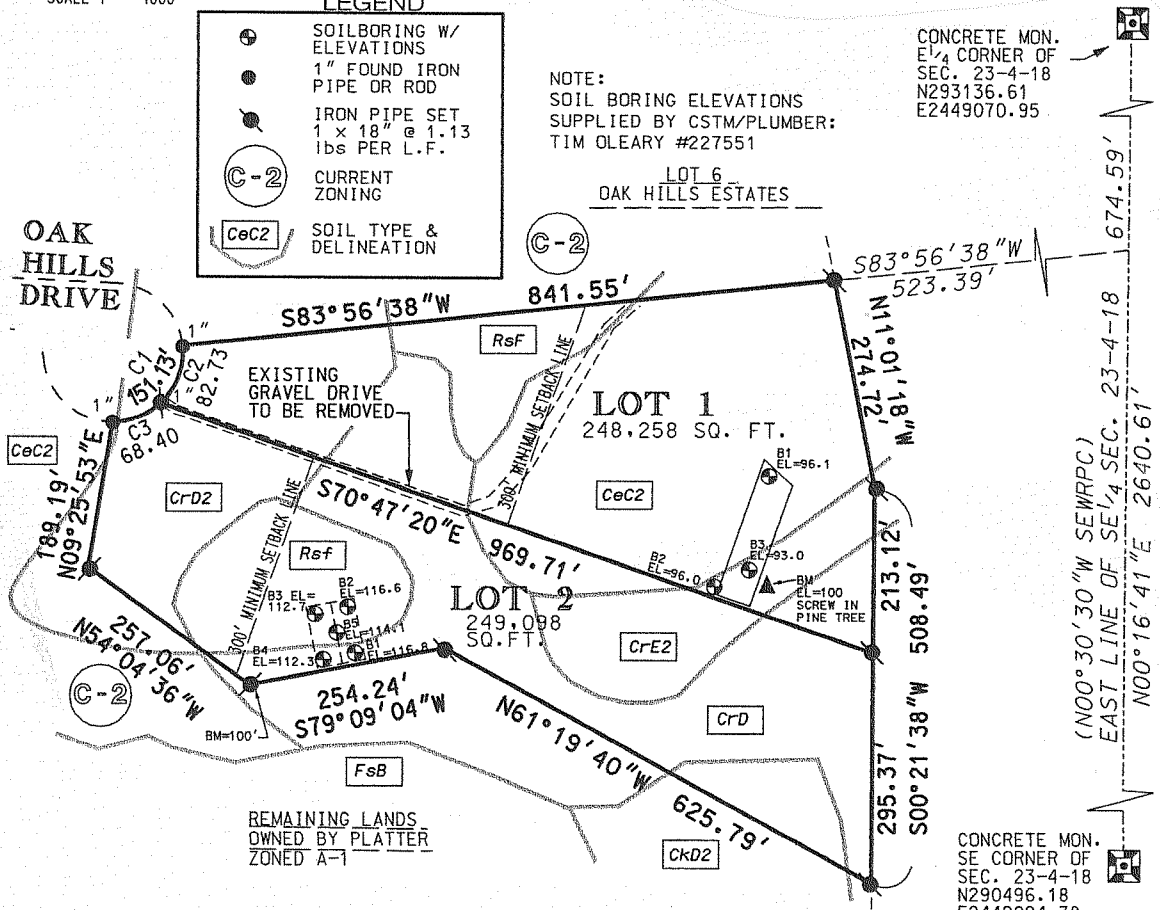 LEGEND
SOILBORING W/
ELEVATIONS
1" FOUND IRON
PIPE OR ROD
IRON PIPE SET
1 x 18" @ 1.13
lbs PER L.F.
C-2
CURRENT
ZONING
CeC2
SOIL TYPE &
DELINEATION
NOTE:
SOIL BORING ELEVATIONS
SUPPLIED BY CSTM/PLUMBER:
TIM OLEARY #227551
LOT 6
OAK HILLS ESTATES
C-2
CONCRETE MON.
E1/4 CORNER OF
SEC. 23-4-18
N293136.61
E2449070.95
674.59'
OAK
HILLS
DRIVE
S83°56'38"W
841.55'
S83°56'38"W
523.39'
N11°01'18"W
274.72'
1"
C1
151.13'
1"
C2
82.73
1"
C3
68.40
RsF
EXISTING
GRAVEL DRIVE
TO BE REMOVED
300' MINIMUM SETBACK LINE
LOT 1
248,258 SQ. FT.
CeC2
CeC2
N09°25'53"E
189.19'
CrD2
Rsf
300' MINIMUM SETBACK LINE
S70°47'20"E
969.71'
B1
EL=96.1
B3
EL=93.0
B2
EL=96.0
BM
EL=100
SCREW IN
PINE TREE
213.12'
508.49'
S00°21'38"W
295.37'
LOT 2
249,098
SQ.FT.
B3 EL=
112.7
B2
EL=116.6
B5
EL=114.1
B4
EL=112.3
B1
EL=116.8
257.06'
N54°04'36"W
C-2
254.24'
S79°09'04"W
BM=100'
CrE2
CrD
N61°19'40"W
625.79'
FsB
CkD2
REMAINING LANDS
OWNED BY PLATTER
ZONED A-1
(N00°30'30"W SEWRPC)
EAST LINE OF SE1/4 SEC. 23-4-18
N00°16'41"E 2640.61'
CONCRETE MON.
SE CORNER OF
SEC. 23-4-18
N290496.18